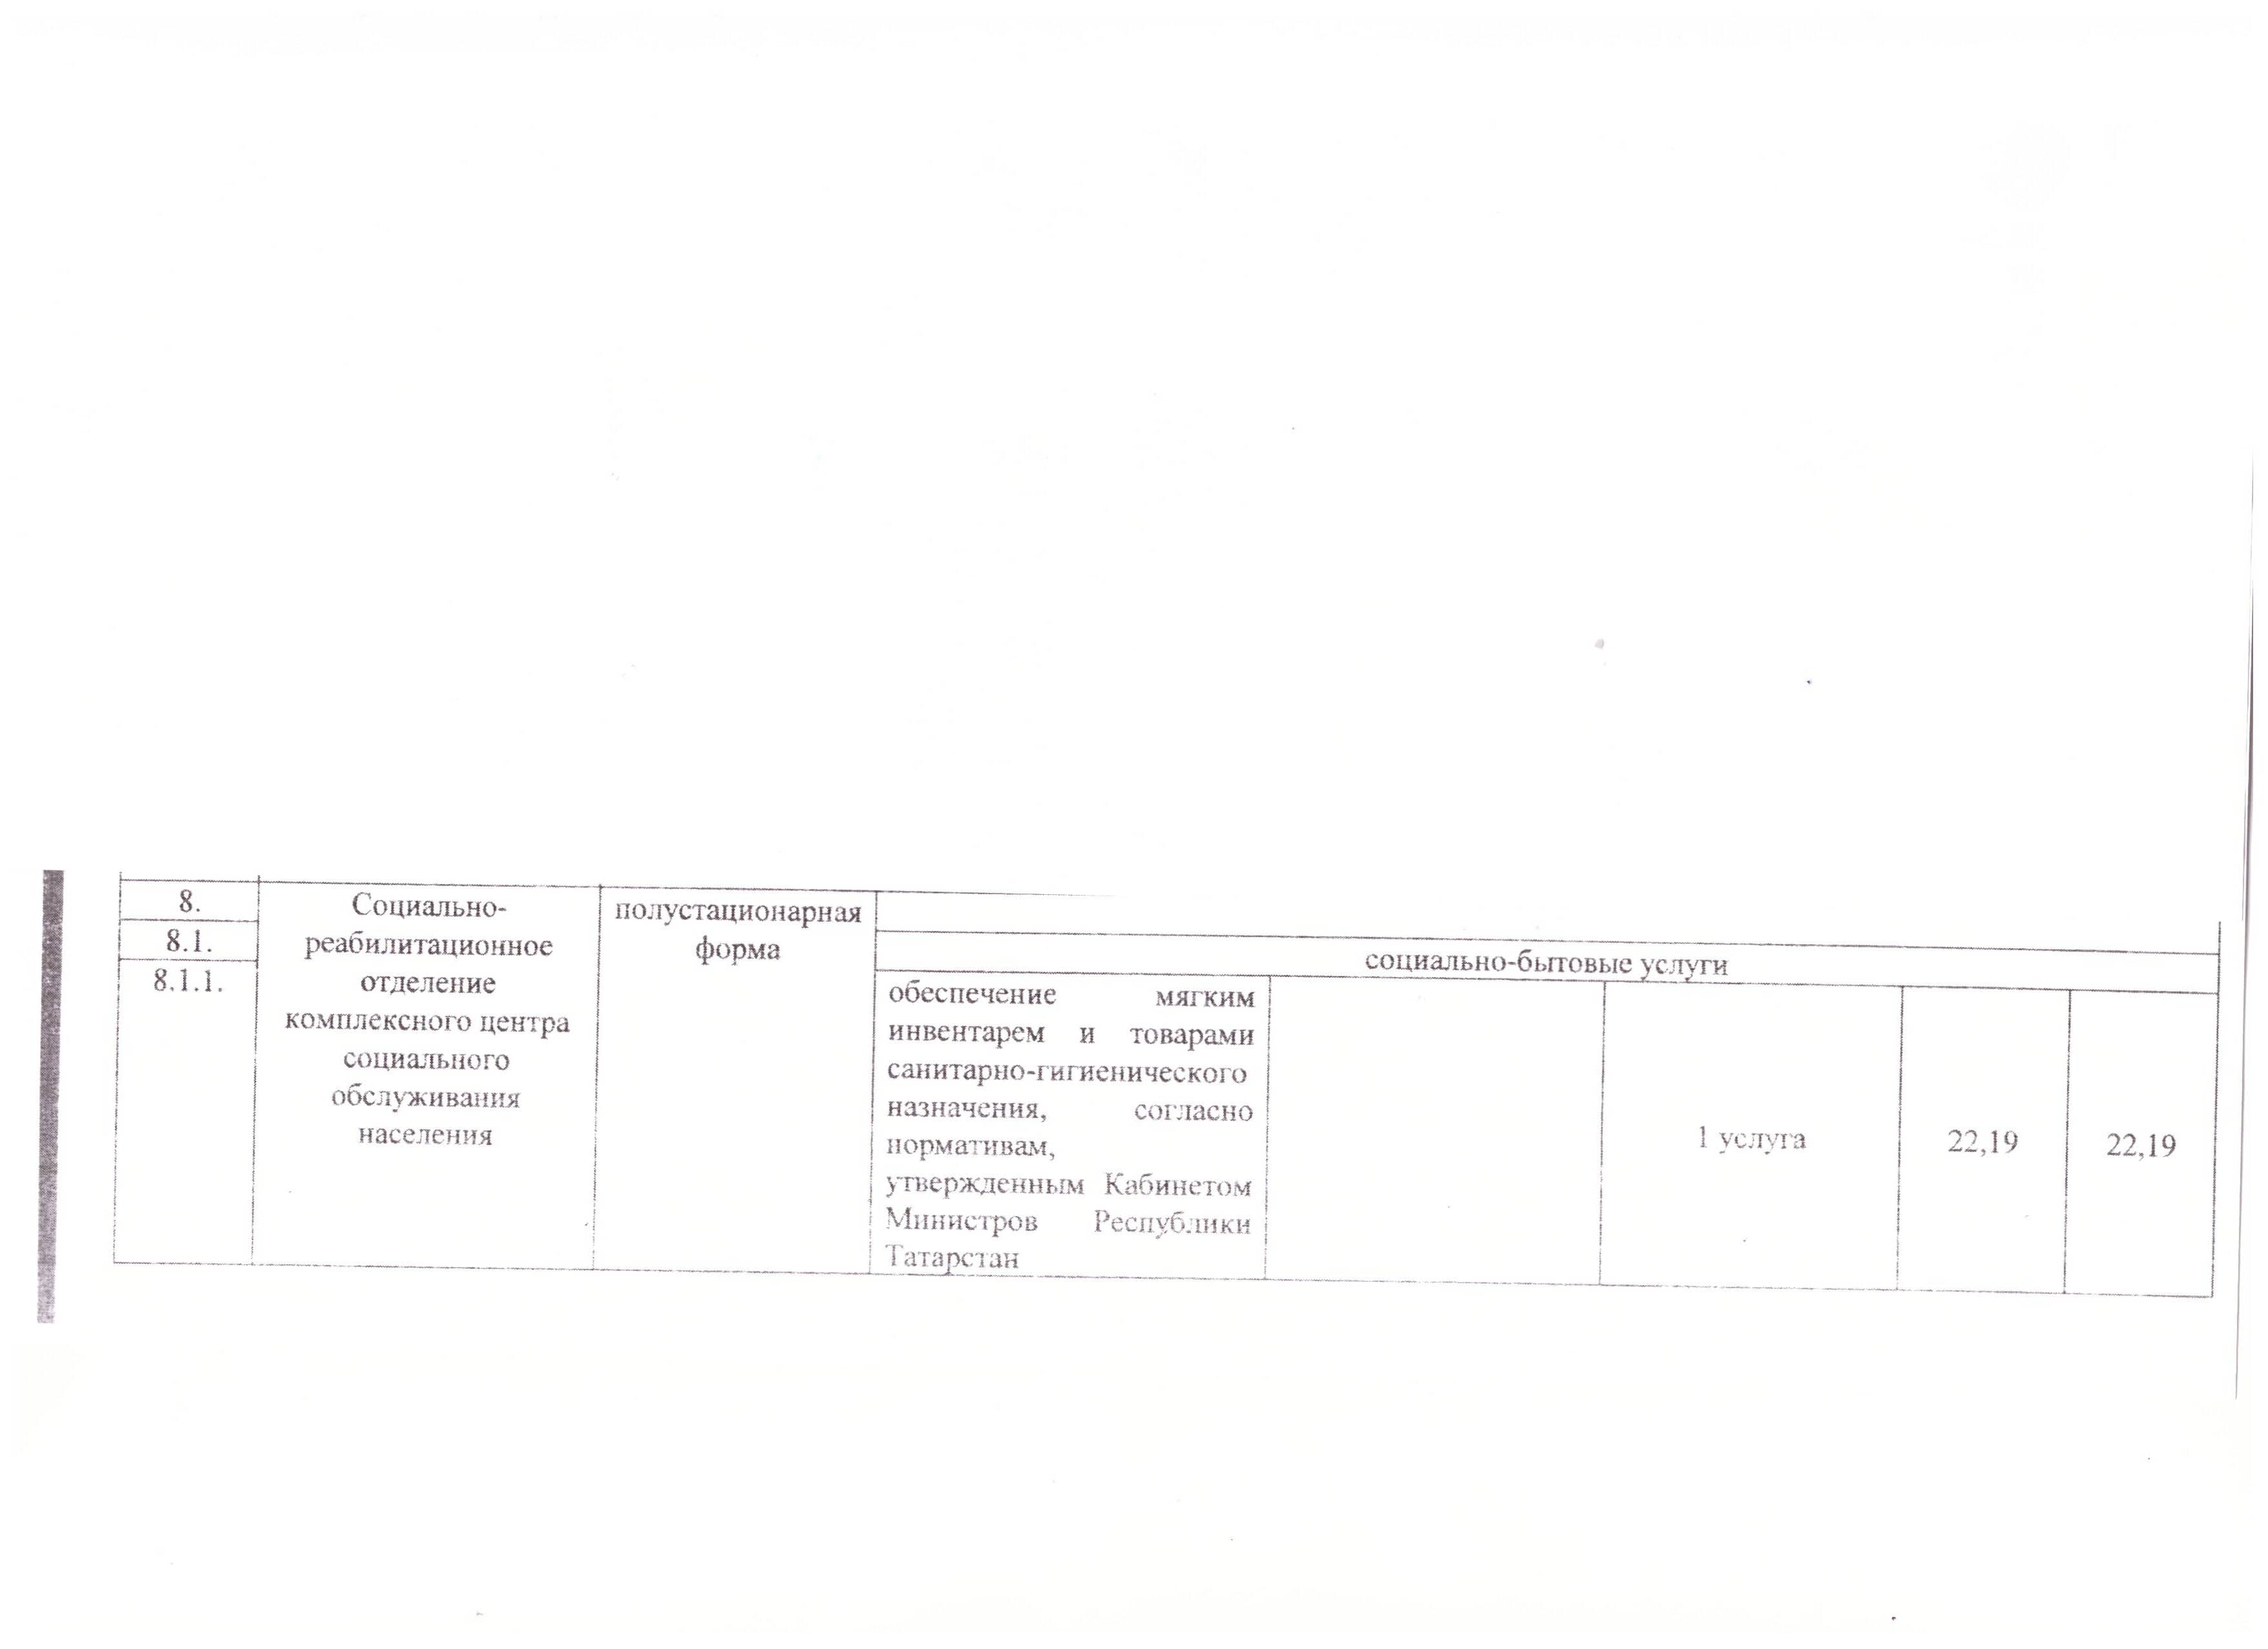 8.
8.1.
8.1.1.
Социально-
реабилитационное
отделение
комплексного центра
социального
обслуживания
населения
полустационарная
форма
социально-бытовые услуги
обеспечение мягким
инвентарем и товарами
санитарно-гигиенического
назначения, согласно
нормативам,
утвержденным Кабинетом
Министров Республики
Татарстан
1 услуга
22,19
22,19